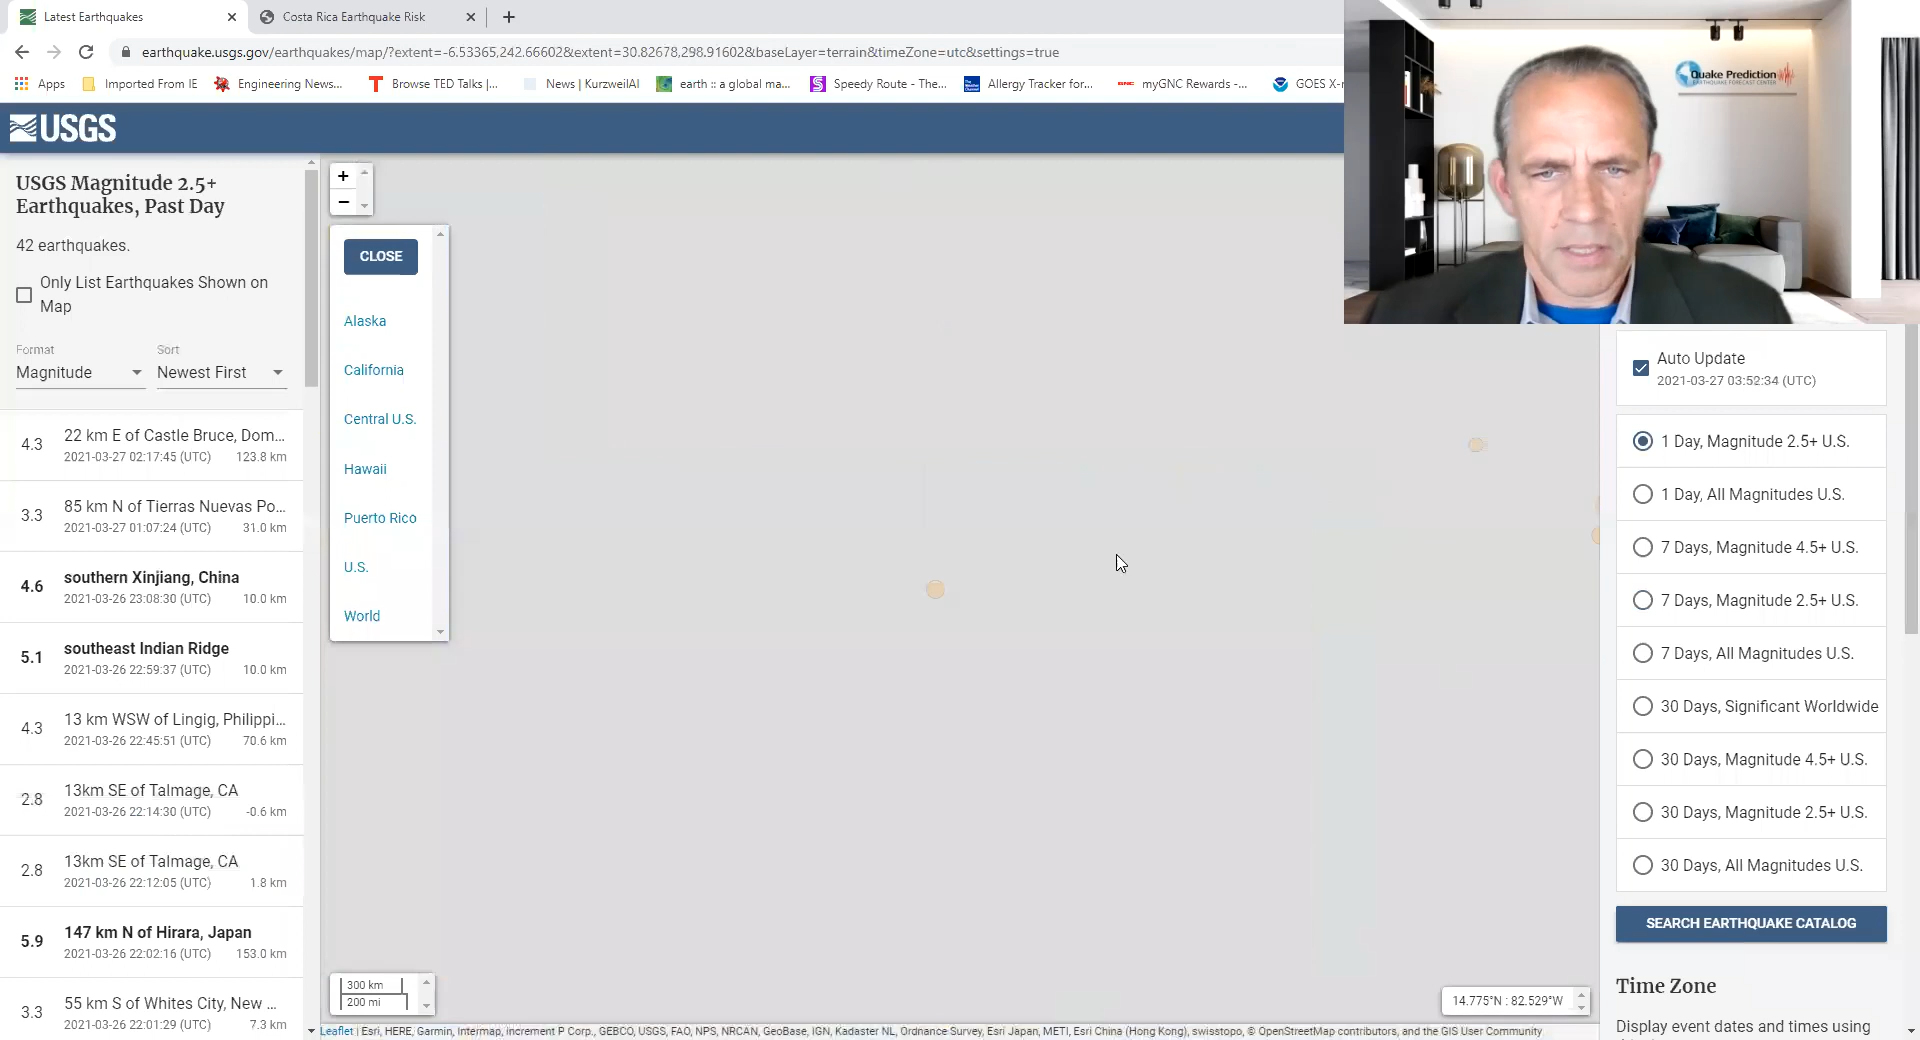 Latest Earthquakes
Costa Rica Earthquake Risk
earthquake.usgs.gov/earthquakes/map/?extent=-6.53365,242.66602&extent=30.82678,298.91602&baseLayer=terrain&timeZone=utc&settings=true
Apps
Imported From IE
Engineering News...
Browse TED Talks |...
News | KurzweilAI
earth :: a global ma...
Speedy Route - The...
Allergy Tracker for...
myGNC Rewards -...
GOES X-r
Quake Prediction
EARTHQUAKE FORECAST CENTER
USGS
USGS Magnitude 2.5+
Earthquakes, Past Day
42 earthquakes.
Only List Earthquakes Shown on
Map
Format
Sort
Magnitude
Newest First
4.3
22 km E of Castle Bruce, Dom...
2021-03-27 02:17:45 (UTC)
123.8 km
3.3
85 km N of Tierras Nuevas Po...
2021-03-27 01:07:24 (UTC)
31.0 km
4.6
southern Xinjiang, China
2021-03-26 23:08:30 (UTC)
10.0 km
5.1
southeast Indian Ridge
2021-03-26 22:59:37 (UTC)
10.0 km
4.3
13 km WSW of Lingig, Philippi...
2021-03-26 22:45:51 (UTC)
70.6 km
2.8
13km SE of Talmage, CA
2021-03-26 22:14:30 (UTC)
-0.6 km
2.8
13km SE of Talmage, CA
2021-03-26 22:12:05 (UTC)
1.8 km
5.9
147 km N of Hirara, Japan
2021-03-26 22:02:16 (UTC)
153.0 km
3.3
55 km S of Whites City, New ...
2021-03-26 22:01:29 (UTC)
7.3 km
+
−
CLOSE
Alaska
California
Central U.S.
Hawaii
Puerto Rico
U.S.
World
300 km
200 mi
14.775°N : 82.529°W
Leaflet | Esri, HERE, Garmin, Intermap, increment P Corp., GEBCO, USGS, FAO, NPS, NRCAN, GeoBase, IGN, Kadaster NL, Ordnance Survey, Esri Japan, METI, Esri China (Hong Kong), swisstopo, © OpenStreetMap contributors, and the GIS User Community
Auto Update
2021-03-27 03:52:34 (UTC)
1 Day, Magnitude 2.5+ U.S.
1 Day, All Magnitudes U.S.
7 Days, Magnitude 4.5+ U.S.
7 Days, Magnitude 2.5+ U.S.
7 Days, All Magnitudes U.S.
30 Days, Significant Worldwide
30 Days, Magnitude 4.5+ U.S.
30 Days, Magnitude 2.5+ U.S.
30 Days, All Magnitudes U.S.
SEARCH EARTHQUAKE CATALOG
Time Zone
Display event dates and times using